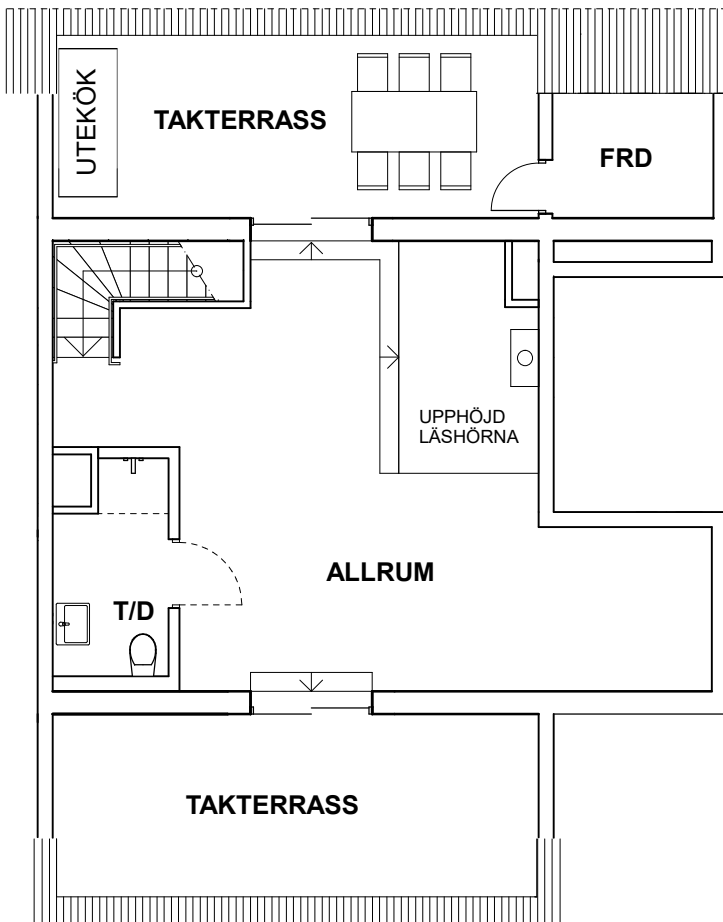 UTEKÖK
TAKTERRASS
FRD
UPPHÖJD
LÄSHÖRNA
ALLRUM
T/D
TAKTERRASS